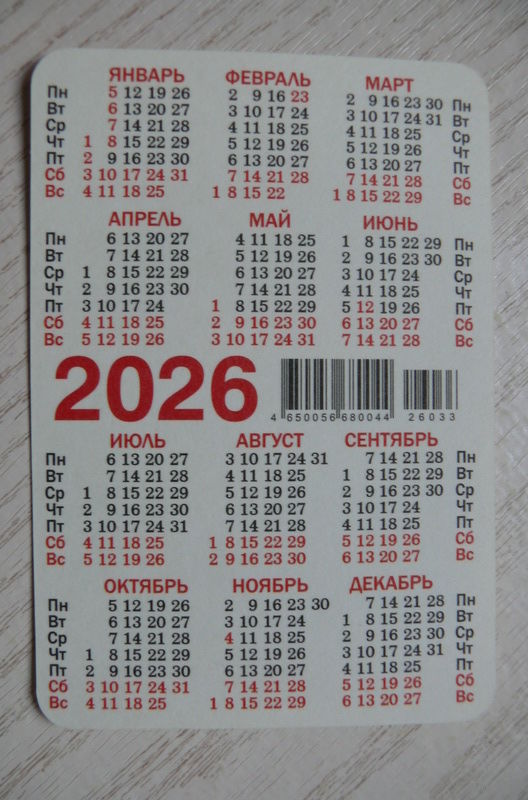 ЯНВАРЬ ФЕВРАЛЬ МАРТ
Пн 5 12 19 26 2 9 16 23 2 9 16 23 30 Пн
Вт 6 13 20 27 3 10 17 24 3 10 17 24 31 Вт
Ср 7 14 21 28 4 11 18 25 4 11 18 25 Ср
Чт 1 8 15 22 29 5 12 19 26 5 12 19 26 Чт
Пт 2 9 16 23 30 6 13 20 27 6 13 20 27 Пт
Сб 3 10 17 24 31 7 14 21 28 7 14 21 28 Сб
Вс 4 11 18 25 1 8 15 22 1 8 15 22 29 Вс
АПРЕЛЬ МАЙ ИЮНЬ
Пн 6 13 20 27 4 11 18 25 1 8 15 22 29 Пн
Вт 7 14 21 28 5 12 19 26 2 9 16 23 30 Вт
Ср 1 8 15 22 29 6 13 20 27 3 10 17 24 Ср
Чт 2 9 16 23 30 7 14 21 28 4 11 18 25 Чт
Пт 3 10 17 24 1 8 15 22 29 5 12 19 26 Пт
Сб 4 11 18 25 2 9 16 23 30 6 13 20 27 Сб
Вс 5 12 19 26 3 10 17 24 31 7 14 21 28 Вс
2026
4 650056 680044 26033
ИЮЛЬ АВГУСТ СЕНТЯБРЬ
Пн 6 13 20 27 3 10 17 24 31 7 14 21 28 Пн
Вт 7 14 21 28 4 11 18 25 1 8 15 22 29 Вт
Ср 1 8 15 22 29 5 12 19 26 2 9 16 23 30 Ср
Чт 2 9 16 23 30 6 13 20 27 3 10 17 24 Чт
Пт 3 10 17 24 31 7 14 21 28 4 11 18 25 Пт
Сб 4 11 18 25 1 8 15 22 29 5 12 19 26 Сб
Вс 5 12 19 26 2 9 16 23 30 6 13 20 27 Вс
ОКТЯБРЬ НОЯБРЬ ДЕКАБРЬ
Пн 5 12 19 26 2 9 16 23 30 7 14 21 28 Пн
Вт 6 13 20 27 3 10 17 24 1 8 15 22 29 Вт
Ср 7 14 21 28 4 11 18 25 2 9 16 23 30 Ср
Чт 1 8 15 22 29 5 12 19 26 3 10 17 24 31 Чт
Пт 2 9 16 23 30 6 13 20 27 4 11 18 25 Пт
Сб 3 10 17 24 31 7 14 21 28 5 12 19 26 Сб
Вс 4 11 18 25 1 8 15 22 29 6 13 20 27 Вс